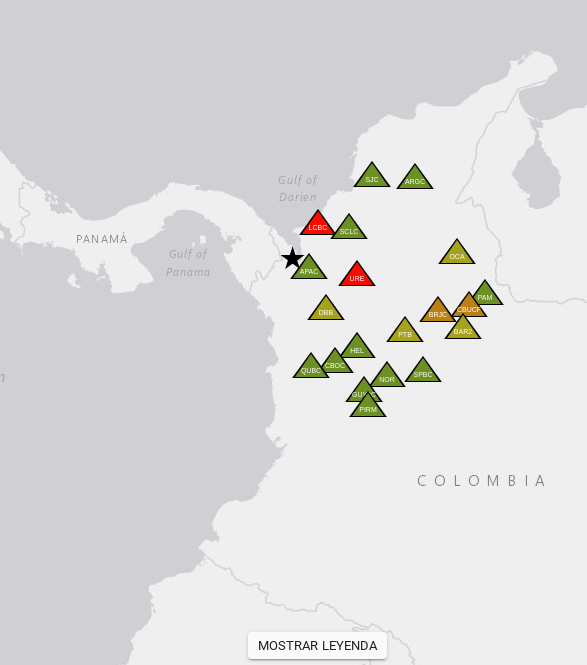 SJC
ARGC
Gulf of
Darien
LCBC
SCLC
PANAMÁ
Gulf of
Panama
OCA
APAC
URE
PAM
DBB
BRJC
CBUCF
PTB
BAR2
HEL
QUBC
CBOC
NOR
SPBC
PIRM
COLOMBIA
MOSTRAR LEYENDA